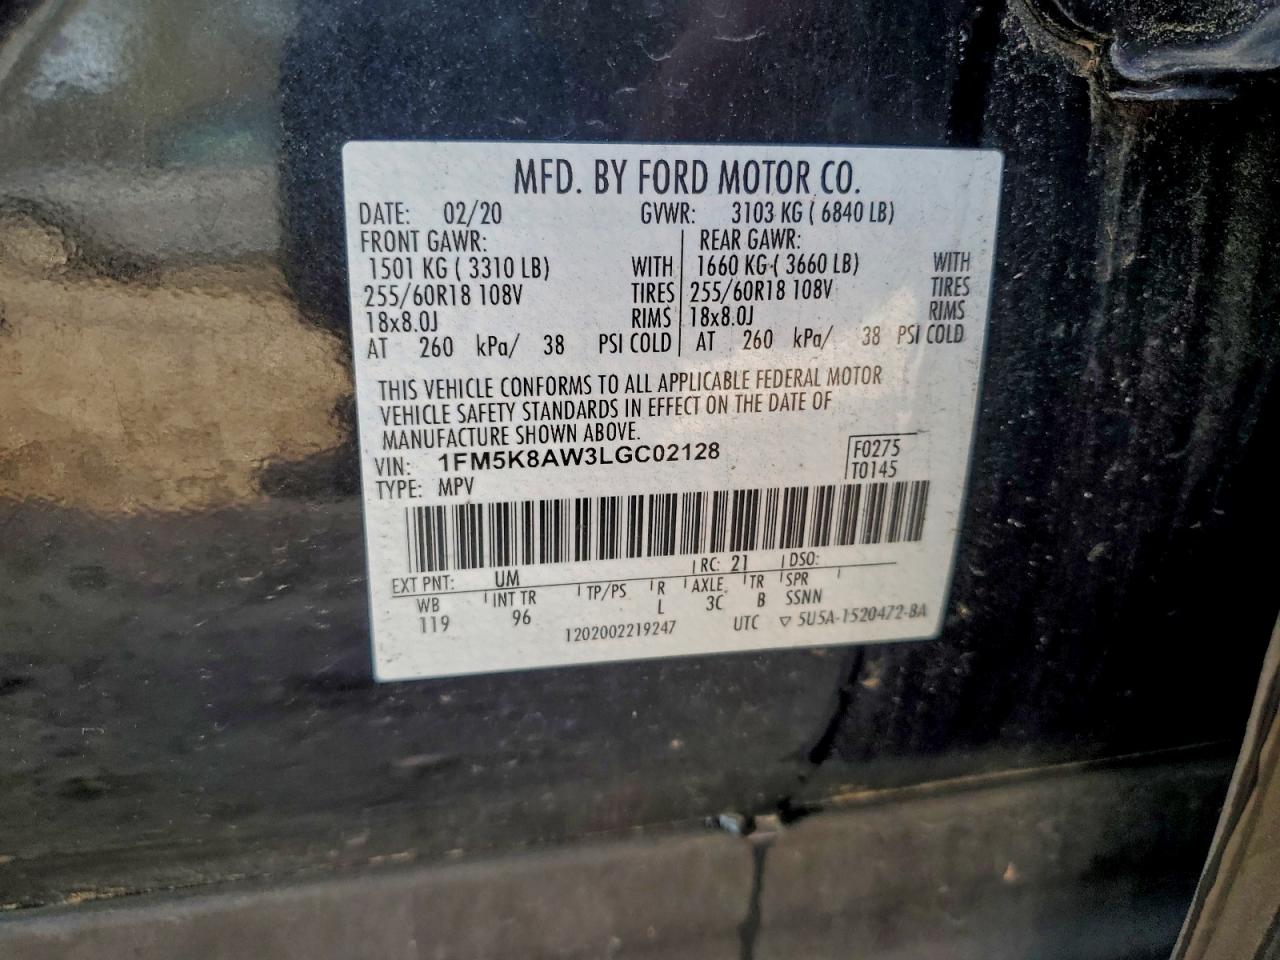 MFD. BY FORD MOTOR CO.
DATE: 02/20 GVWR: 3103 KG ( 6840 LB)
FRONT GAWR: REAR GAWR:
1501 KG ( 3310 LB) WITH 1660 KG ( 3660 LB) WITH
255/60R18 108V TIRES 255/60R18 108V TIRES
18x8.0J RIMS 18x8.0J RIMS
AT 260 kPa/ 38 PSI COLD AT 260 kPa/ 38 PSI COLD
THIS VEHICLE CONFORMS TO ALL APPLICABLE FEDERAL MOTOR
VEHICLE SAFETY STANDARDS IN EFFECT ON THE DATE OF
MANUFACTURE SHOWN ABOVE.
VIN: 1FM5K8AW3LGC02128 F0275
TYPE: MPV T0145
EXT PNT: UM RC: 21 DSO:
WB INT TR TP/PS R AXLE TR SPR
119 96 L 3C B SSNN
1202002219247 UTC ▽ 5U5A-1520472-BA